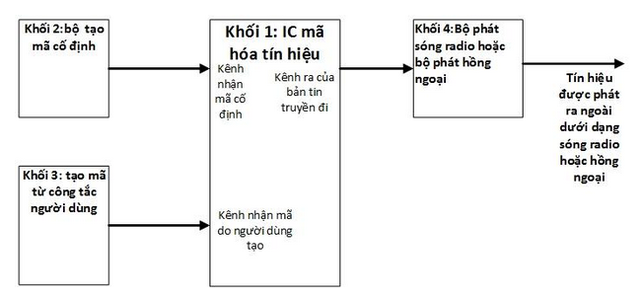 Khối 2:bộ tạo
mã cố định
Khối 1: IC mã
hóa tín hiệu
Kênh
nhận
mã cố
định
Kênh ra của
bản tin
truyền đi
Khối 4:Bộ phát
sóng radio hoặc
bộ phát hồng
ngoại
Tín hiệu
được phát
ra ngoài
dưới dạng
sóng radio
hoặc hồng
ngoại
Khối 3: tạo mã
từ công tắc
người dùng
Kênh nhận mã
do người dùng
tạo